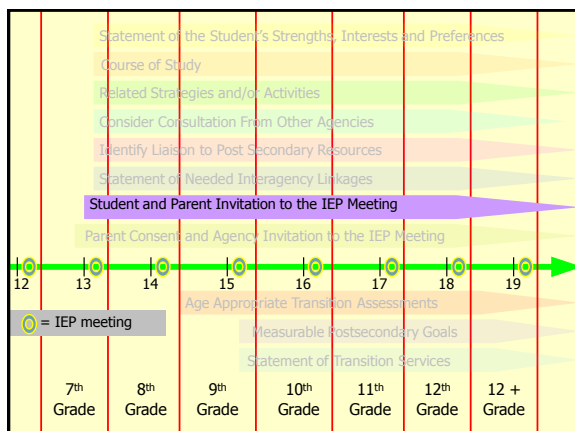 Statement of the Student's Strengths, Interests and Preferences
Course of Study
Related Strategies and/or Activities
Consider Consultation From Other Agencies
Identify Liaison to Post Secondary Resources
Statement of Needed Interagency Linkages
Student and Parent Invitation to the IEP Meeting
Parent Consent and Agency Invitation to the IEP Meeting
12 13 14 15 16 17 18 19
Age Appropriate Transition Assessments
= IEP meeting
Measurable Postsecondary Goals
Statement of Transition Services
7th 8th 9th 10th 11th 12th 12 +
Grade Grade Grade Grade Grade Grade Grade